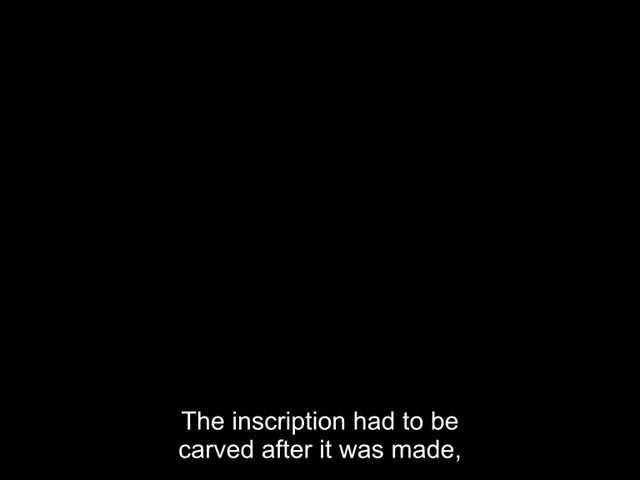 The inscription had to be
carved after it was made,